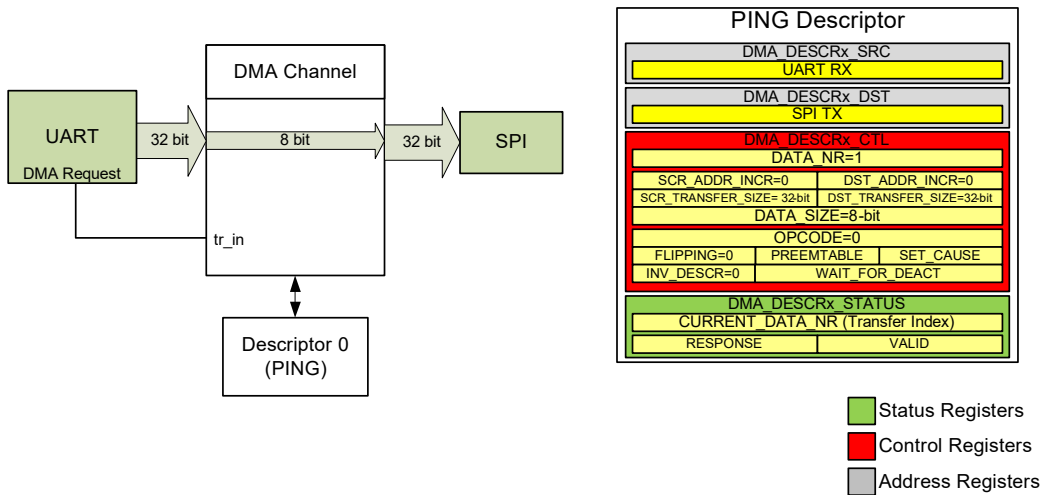 DMA Channel
UART
DMA Request
32 bit
8 bit
32 bit
SPI
tr_in
Descriptor 0
(PING)
PING Descriptor
DMA_DESCRx_SRC
UART RX
DMA_DESCRx_DST
SPI TX
DMA_DESCRx_CTL
DATA_NR=1
SCR_ADDR_INCR=0 DST_ADDR_INCR=0
SCR_TRANSFER_SIZE= 32-bit DST_TRANSFER_SIZE=32-bit
DATA_SIZE=8-bit
OPCODE=0
FLIPPING=0 PREEMTABLE SET_CAUSE
INV_DESCR=0 WAIT_FOR_DEACT
DMA_DESCRx_STATUS
CURRENT_DATA_NR (Transfer Index)
RESPONSE VALID
Status Registers
Control Registers
Address Registers